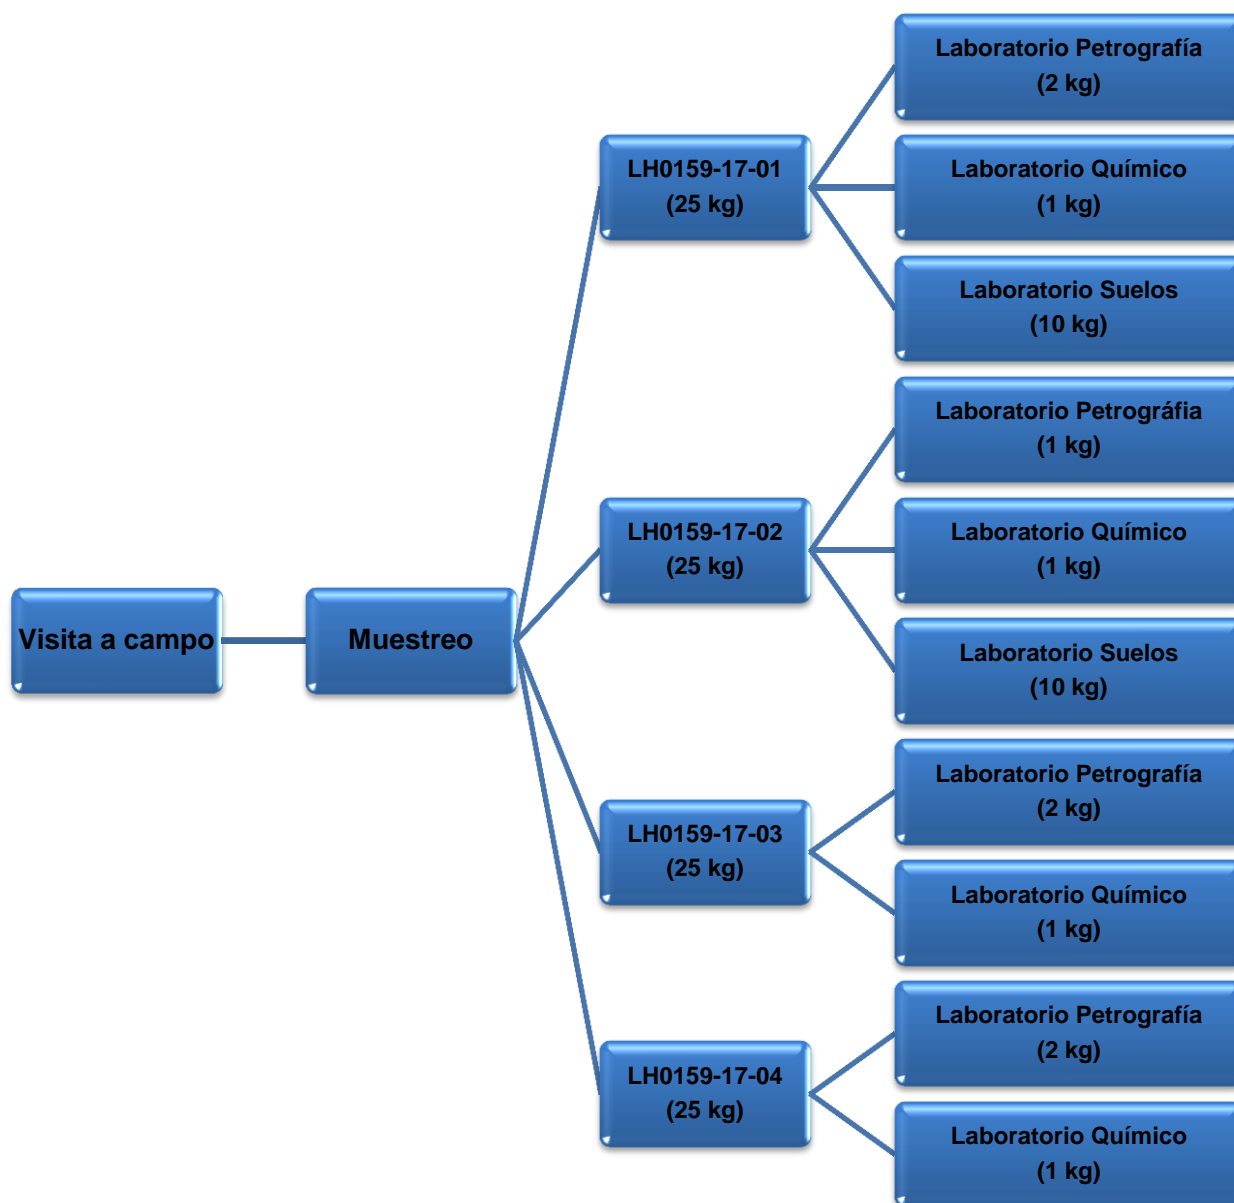 Visita a campo
Muestreo
LH0159-17-01
(25 kg)
Laboratorio Petrografía
(2 kg)
Laboratorio Químico
(1 kg)
Laboratorio Suelos
(10 kg)
LH0159-17-02
(25 kg)
Laboratorio Petrográfia
(1 kg)
Laboratorio Químico
(1 kg)
Laboratorio Suelos
(10 kg)
LH0159-17-03
(25 kg)
Laboratorio Petrografía
(2 kg)
Laboratorio Químico
(1 kg)
LH0159-17-04
(25 kg)
Laboratorio Petrografía
(2 kg)
Laboratorio Químico
(1 kg)